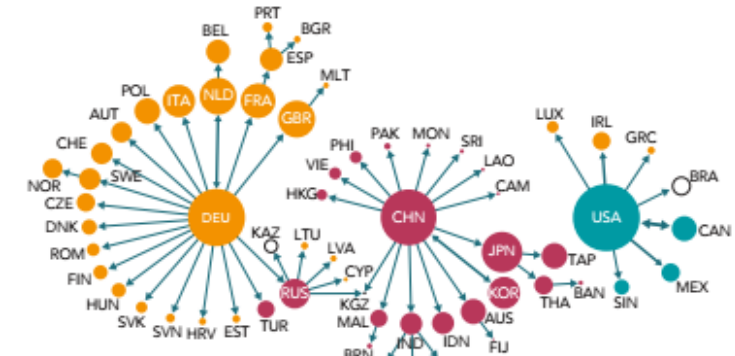 PRT
BGR
BEL
ESP
MLT
POL
ITA
NLD
FRA
GBR
AUT
CHE
SWE
NOR
CZE
DNK
ROM
FIN
HUN
SVK
SVN
HRV
EST
TUR
DEU
KAZ
LTU
LVA
CYP
RUS
KGZ
PHI
PAK
MON
SRI
VIE
LAO
HKG
CAM
CHN
JPN
TAP
KOR
THA
BAN
MAL
AUS
IND
IDN
FIJ
BRN
LUX
IRL
GRC
BRA
USA
CAN
MEX
SIN